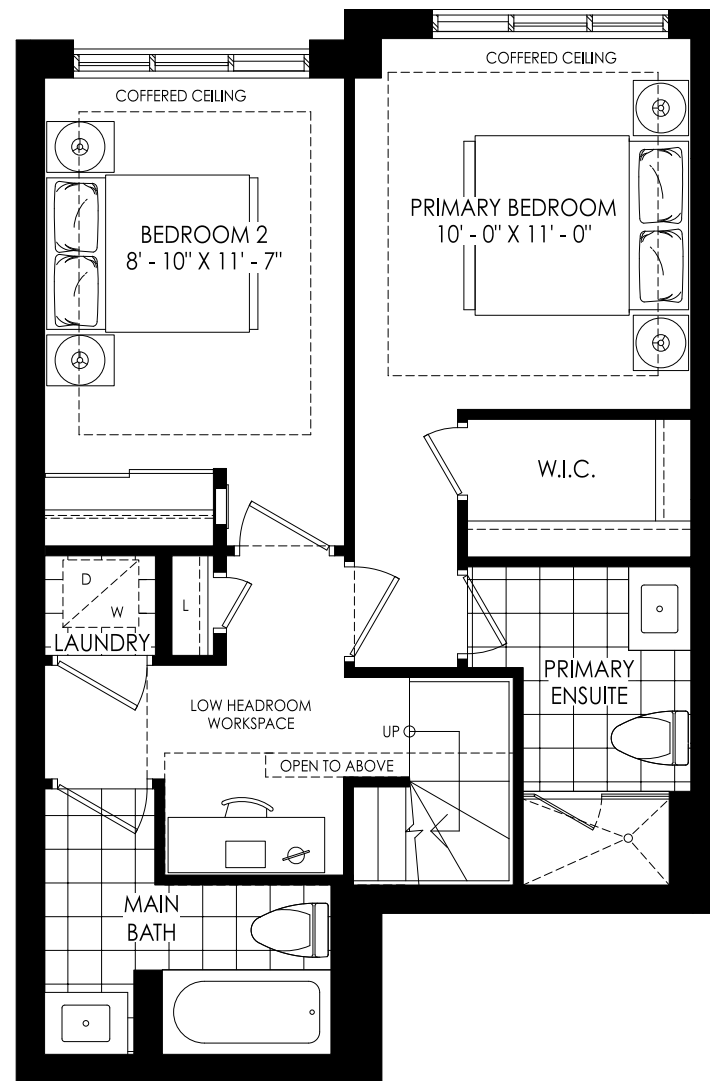 COFFERED CEILING
COFFERED CEILING
BEDROOM 2
8' - 10" X 11' - 7"
PRIMARY BEDROOM
10' - 0" X 11' - 0"
W.I.C.
D
W
LAUNDRY
L
PRIMARY
ENSUITE
LOW HEADROOM
WORKSPACE
UP
OPEN TO ABOVE
MAIN
BATH